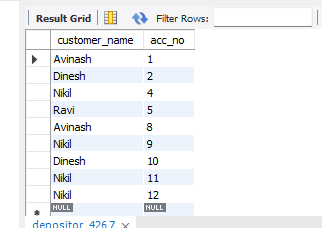 Result Grid Filter Rows:
customer_name acc_no
Avinash 1
Dinesh 2
Nikil 4
Ravi 5
Avinash 8
Nikil 9
Dinesh 10
Nikil 11
Nikil 12
NULL NULL
depositor 426 7 ×